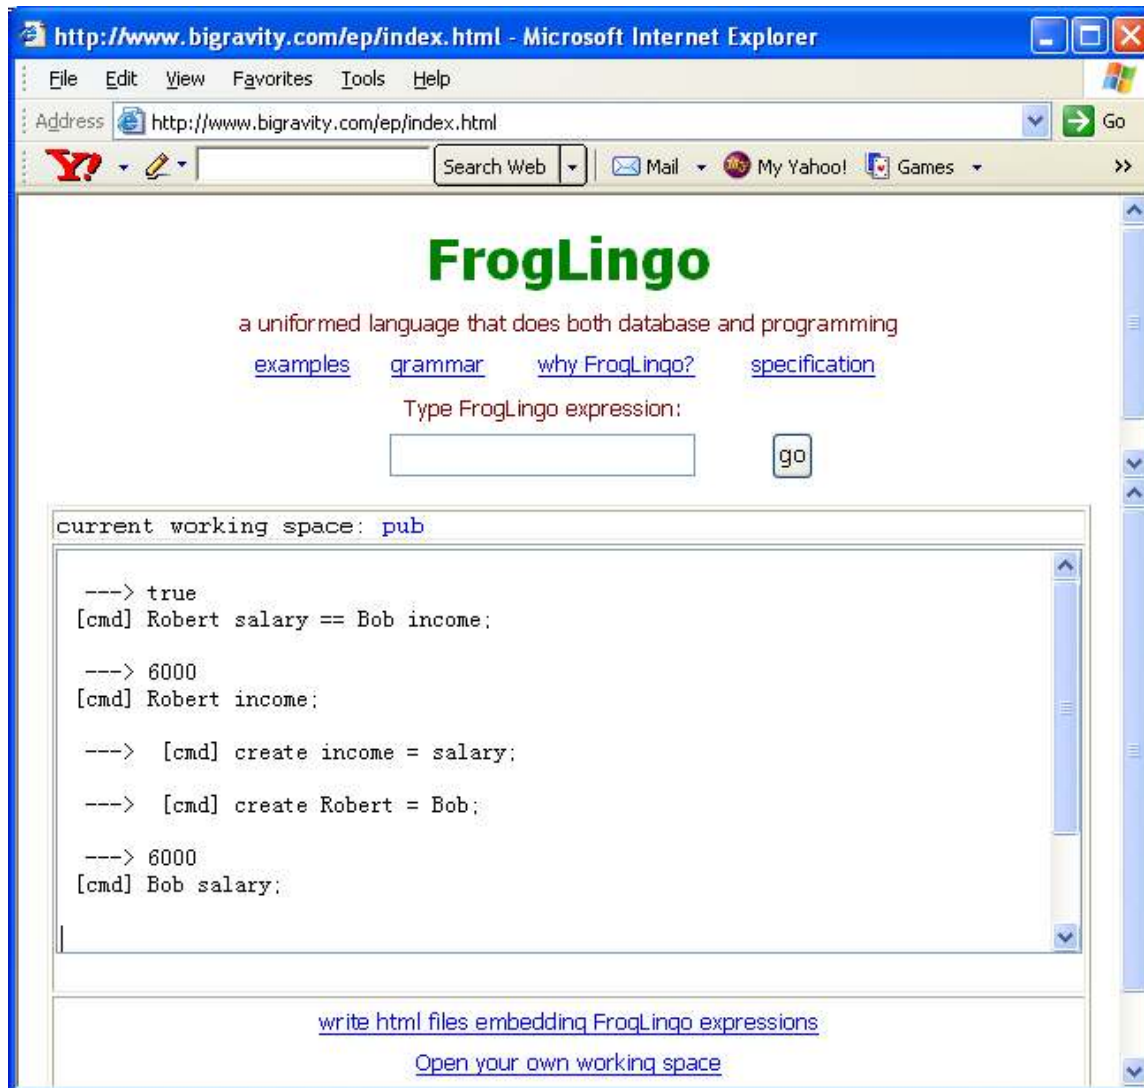 http://www.bigravity.com/ep/index.html - Microsoft Internet Explorer
File Edit View Favorites Tools Help
Address http://www.bigravity.com/ep/index.html Go
Y! Search Web Mail My Yahoo! Games »
FrogLingo
a uniformed language that does both database and programming
examples grammar why FrogLingo? specification
Type FrogLingo expression:
go
current working space: pub
---> true
[cmd] Robert salary == Bob income;
---> 6000
[cmd] Robert income;
---> [cmd] create income = salary;
---> [cmd] create Robert = Bob;
---> 6000
[cmd] Bob salary;
write html files embedding FrogLingo expressions
Open your own working space